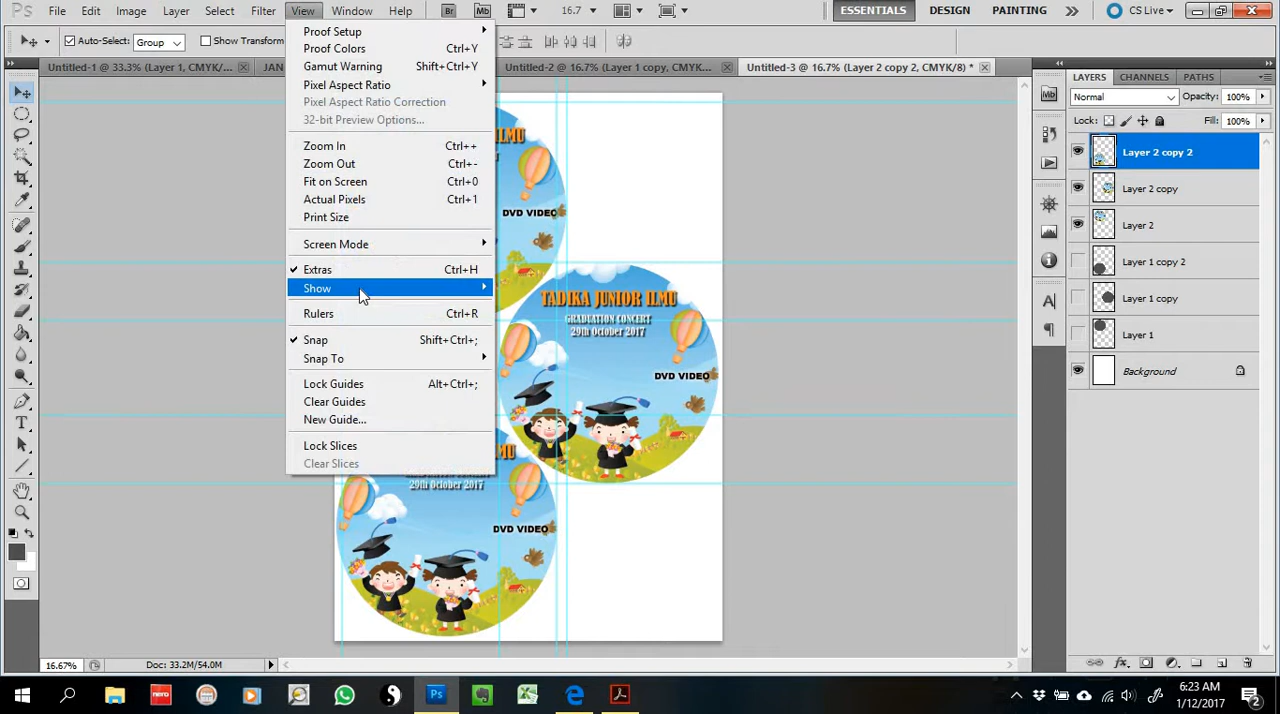 Ps File Edit Image Layer Select Filter View Window Help Br Mb 16.7 ESSENTIALS DESIGN PAINTING CS Live
Auto-Select: Group Show Transform
Untitled-1 @ 33.3% (Layer 1, CMYK/... JAN Untitled-2 @ 16.7% (Layer 1 copy, CMYK... Untitled-3 @ 16.7% (Layer 2 copy 2, CMYK/8) *
Proof Setup
Proof Colors Ctrl+Y
Gamut Warning Shift+Ctrl+Y
Pixel Aspect Ratio
Pixel Aspect Ratio Correction
32-bit Preview Options...
Zoom In Ctrl++
Zoom Out Ctrl+-
Fit on Screen Ctrl+0
Actual Pixels Ctrl+1
Print Size
Screen Mode
Extras Ctrl+H
Show
Rulers Ctrl+R
Snap Shift+Ctrl+;
Snap To
Lock Guides Alt+Ctrl+;
Clear Guides
New Guide...
Lock Slices
Clear Slices
ILMU
DVD VIDEO
TADIKA JUNIOR ILMU
GRADUATION CONCERT
29th October 2017
DVD VIDEO
GRADUATION CONCERT
29th October 2017
DVD VIDEO
LAYERS CHANNELS PATHS
Normal Opacity: 100%
Lock: Fill: 100%
Mb
Layer 2 copy 2
Layer 2 copy
Layer 2
Layer 1 copy 2
Layer 1 copy
Layer 1
Background
16.67% Doc: 33.2M/54.0M
nero Ps
6:23 AM
1/12/2017
2